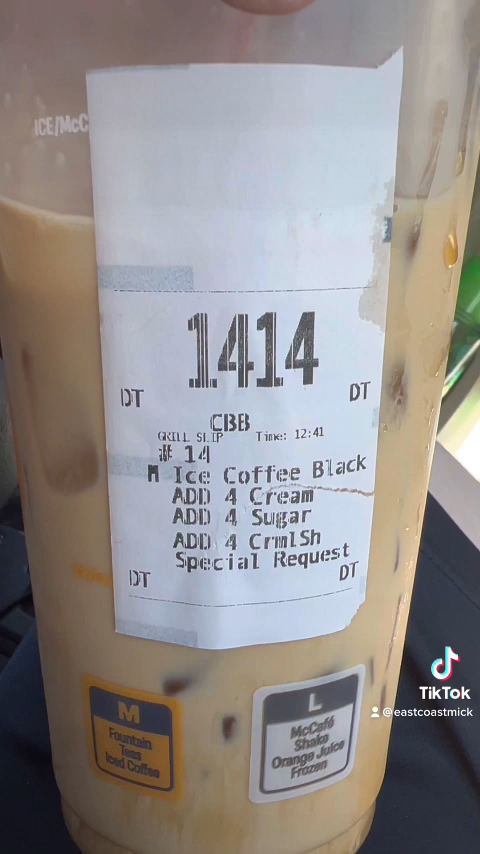 ICE/McC
1414
DT DT
CBB
GRILL SLIP Time: 12:41
# 14
M Ice Coffee Black
ADD 4 Cream
ADD 4 Sugar
ADD 4 CrmlSh
Special Request
DT DT
M
Fountain
Teas
Iced Coffee
L
McCafé
Shake
Orange Juice
Frozen
TikTok
@eastcoastmick